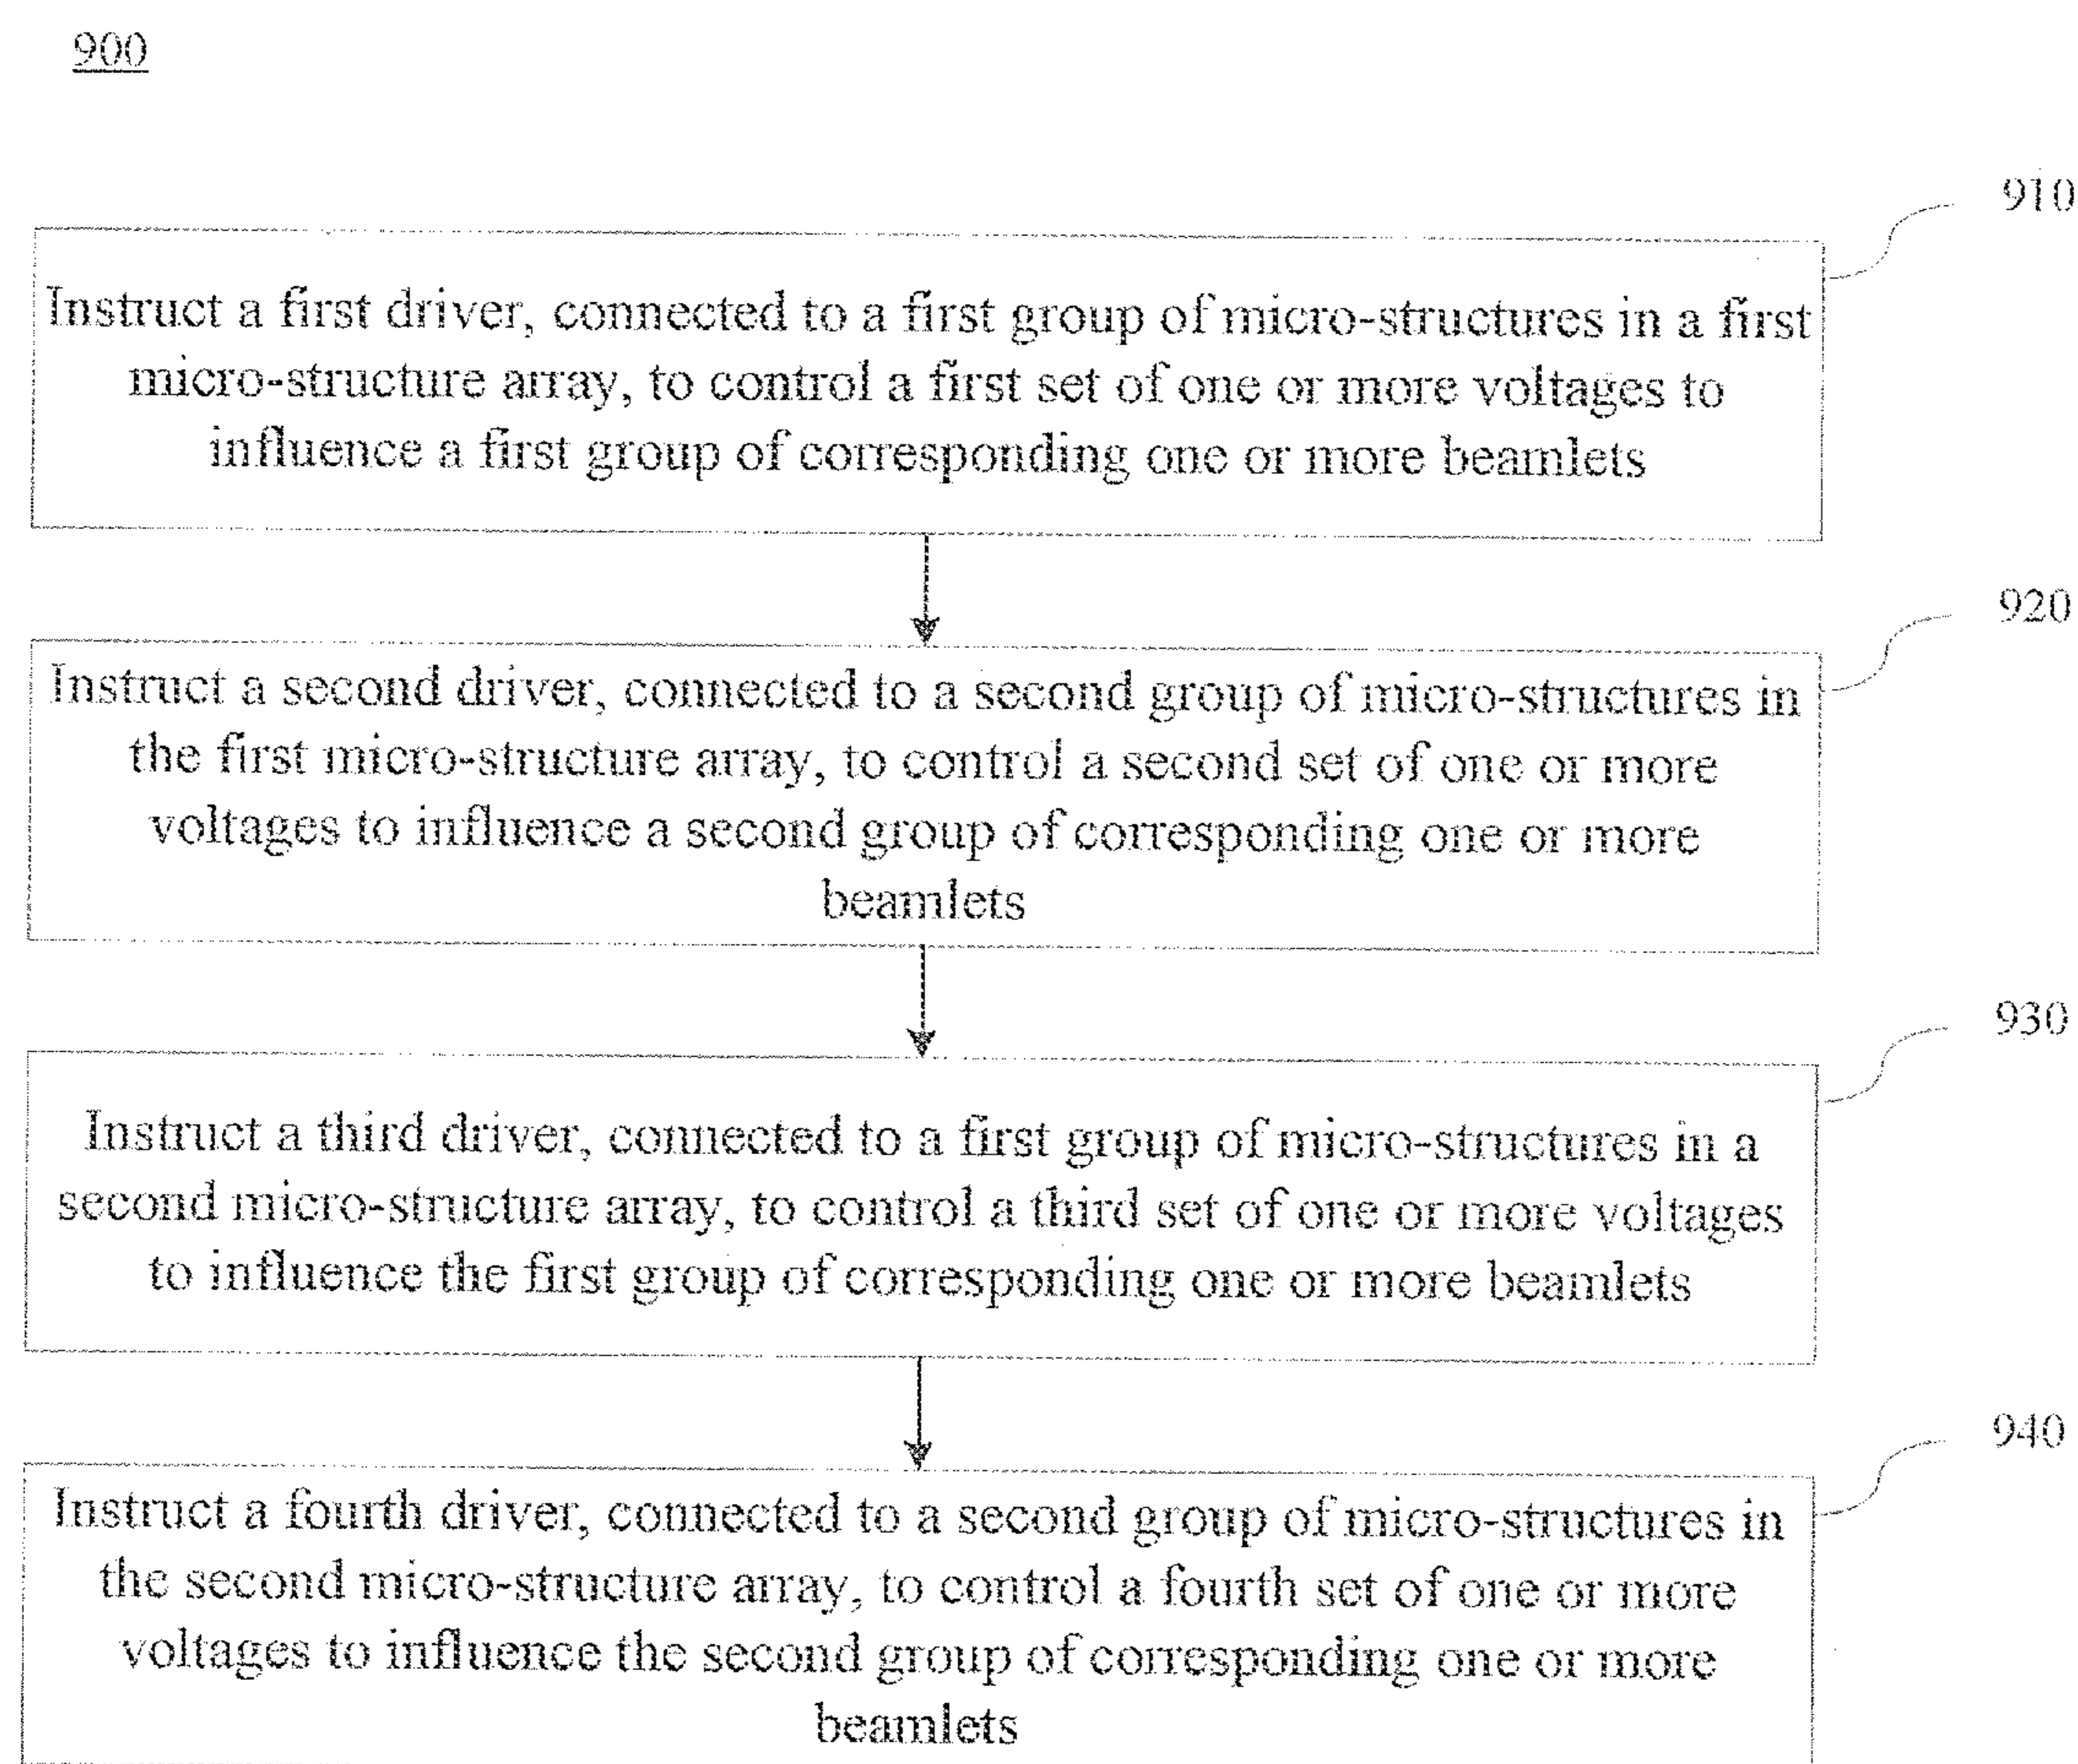 900
910
Instruct a first driver, connected to a first group of micro-structures in a first
micro-structure array, to control a first set of one or more voltages to
influence a first group of corresponding one or more beamlets
920
Instruct a second driver, connected to a second group of micro-structures in
the first micro-structure array, to control a second set of one or more
voltages to influence a second group of corresponding one or more
beamlets
930
Instruct a third driver, connected to a first group of micro-structures in a
second micro-structure array, to control a third set of one or more voltages
to influence the first group of corresponding one or more beamlets
940
Instruct a fourth driver, connected to a second group of micro-structures in
the second micro-structure array, to control a fourth set of one or more
voltages to influence the second group of corresponding one or more
beamlets